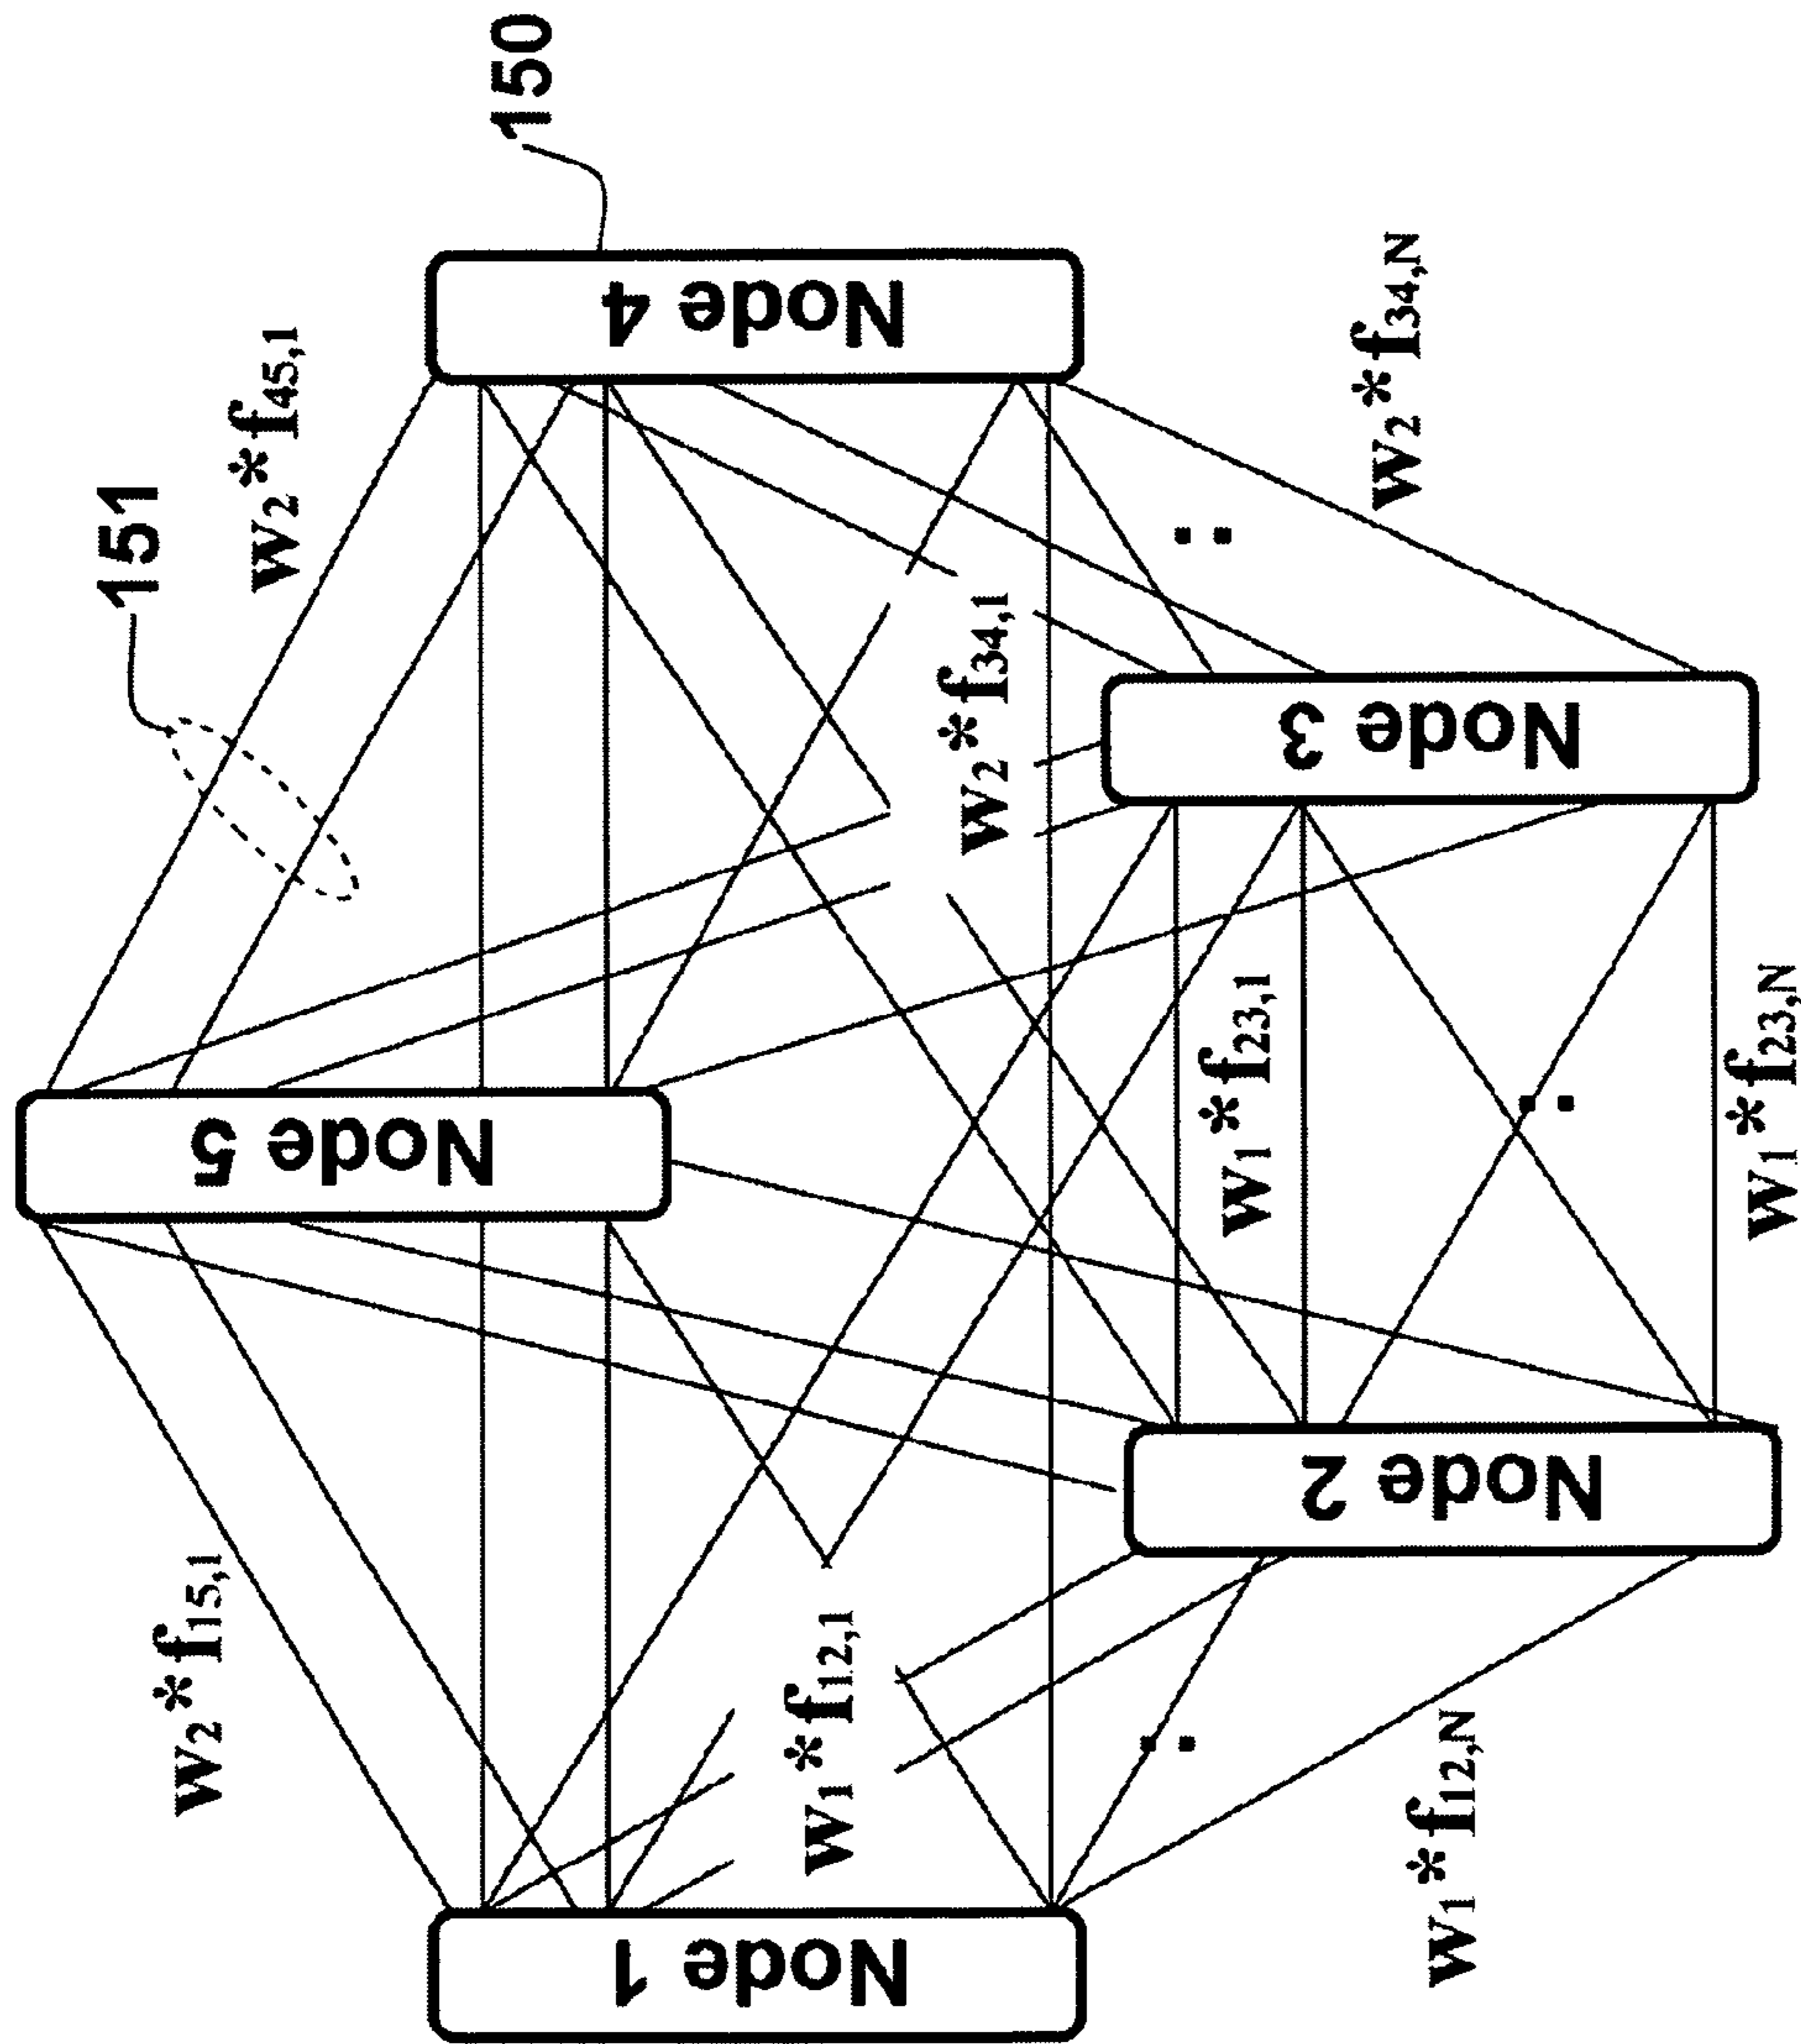 151
150
w2*f45,1
w2*f15,1
Node 5
Node 4
Node 1
w2*f34,1
w1*f12,1
w2*f34,N
Node 3
w1*f23,1
Node 2
w1*f12,N
w1*f23,N